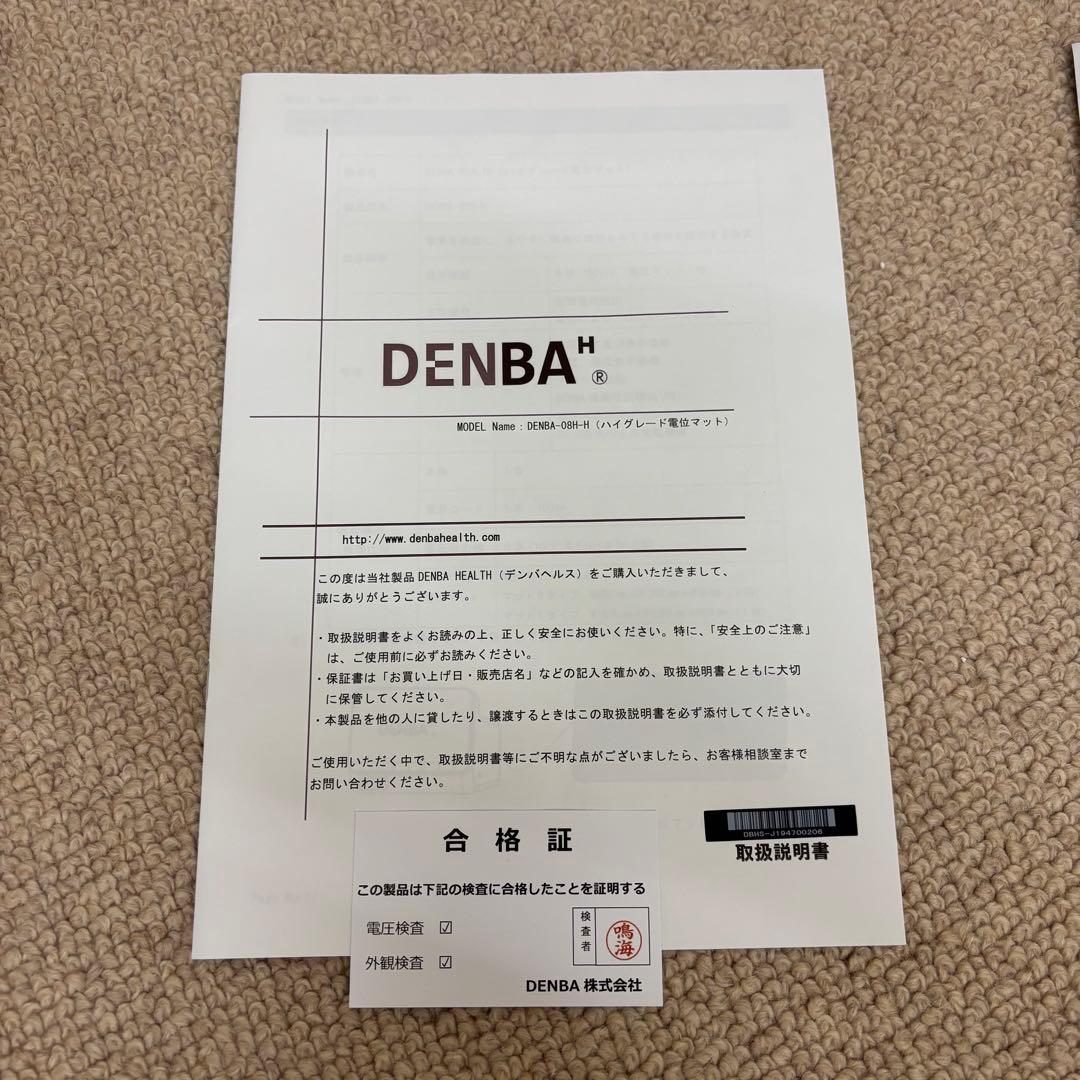 DENBA H ®
MODEL Name：DENBA-08H-H（ハイグレード電位マット）
http://www.denbahealth.com
この度は当社製品 DENBA HEALTH（デンバヘルス）をご購入いただきまして、
誠にありがとうございます。
・取扱説明書をよくお読みの上、正しく安全にお使いください。特に、「安全上のご注意」
は、ご使用前に必ずお読みください。
・保証書は「お買い上げ日・販売店名」などの記入を確かめ、取扱説明書とともに大切
に保管してください。
・本製品を他の人に貸したり、譲渡するときはこの取扱説明書を必ず添付してください。
ご使用いただく中で、取扱説明書等にご不明な点がございましたら、お客様相談室まで
お問い合わせください。
DBHS-J194700206
取扱説明書
合格証
この製品は下記の検査に合格したことを証明する
電圧検査 ☑
外観検査 ☑
検査者
鳴海
DENBA 株式会社